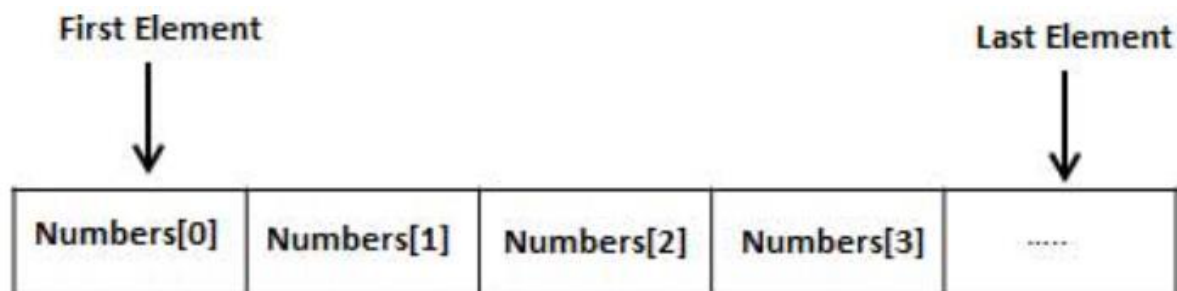 First Element
Last Element
Numbers[0] Numbers[1] Numbers[2] Numbers[3] .....